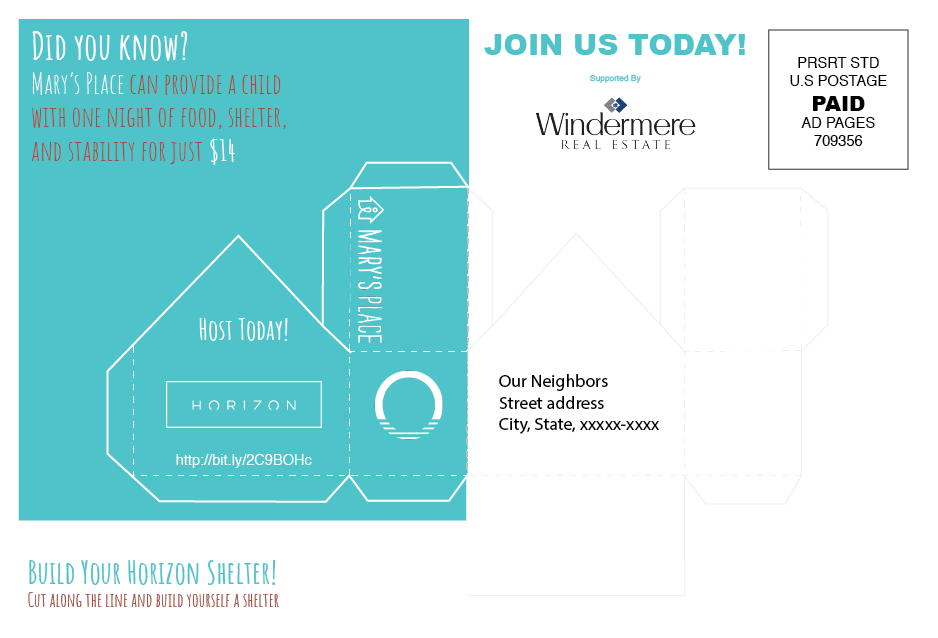 Did you know?
Mary's Place can provide a child
with one night of food, shelter,
and stability for just $14
JOIN US TODAY!
Supported By
Windermere
REAL ESTATE
PRSRT STD
U.S POSTAGE
PAID
AD PAGES
709356
MARY'S PLACE
Host Today!
HORIZON
http://bit.ly/2C9BOHc
Our Neighbors
Street address
City, State, xxxxx-xxxx
Build Your Horizon Shelter!
Cut along the line and build yourself a shelter